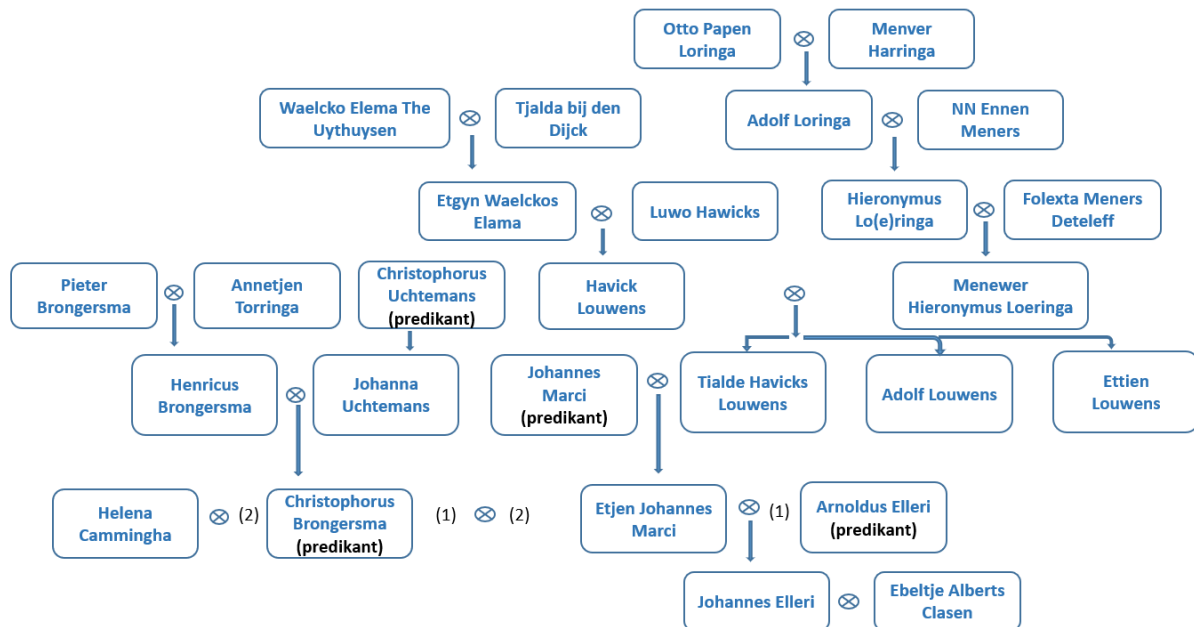 Otto Papen
Loringa
Menver
Harringa
Waelcko Elema The
Uythuysen
Tjalda bij den
Dijck
Adolf Loringa
NN Ennen
Meners
Etgyn Waelckos
Elama
Luwo Hawicks
Hieronymus
Lo(e)ringa
Folexta Meners
Deteleff
Pieter
Brongersma
Annetjen
Torringa
Christophorus
Uchtemans
(predikant)
Havick
Louwens
Menewer
Hieronymus Loeringa
Henricus
Brongersma
Johanna
Uchtemans
Johannes
Marci
(predikant)
Tialde Havicks
Louwens
Adolf Louwens
Ettien
Louwens
Helena
Cammingha
(2)
Christophorus
Brongersma
(predikant)
(1)
(2)
Etjen Johannes
Marci
(1)
Arnoldus Elleri
(predikant)
Johannes Elleri
Ebeltje Alberts
Clasen